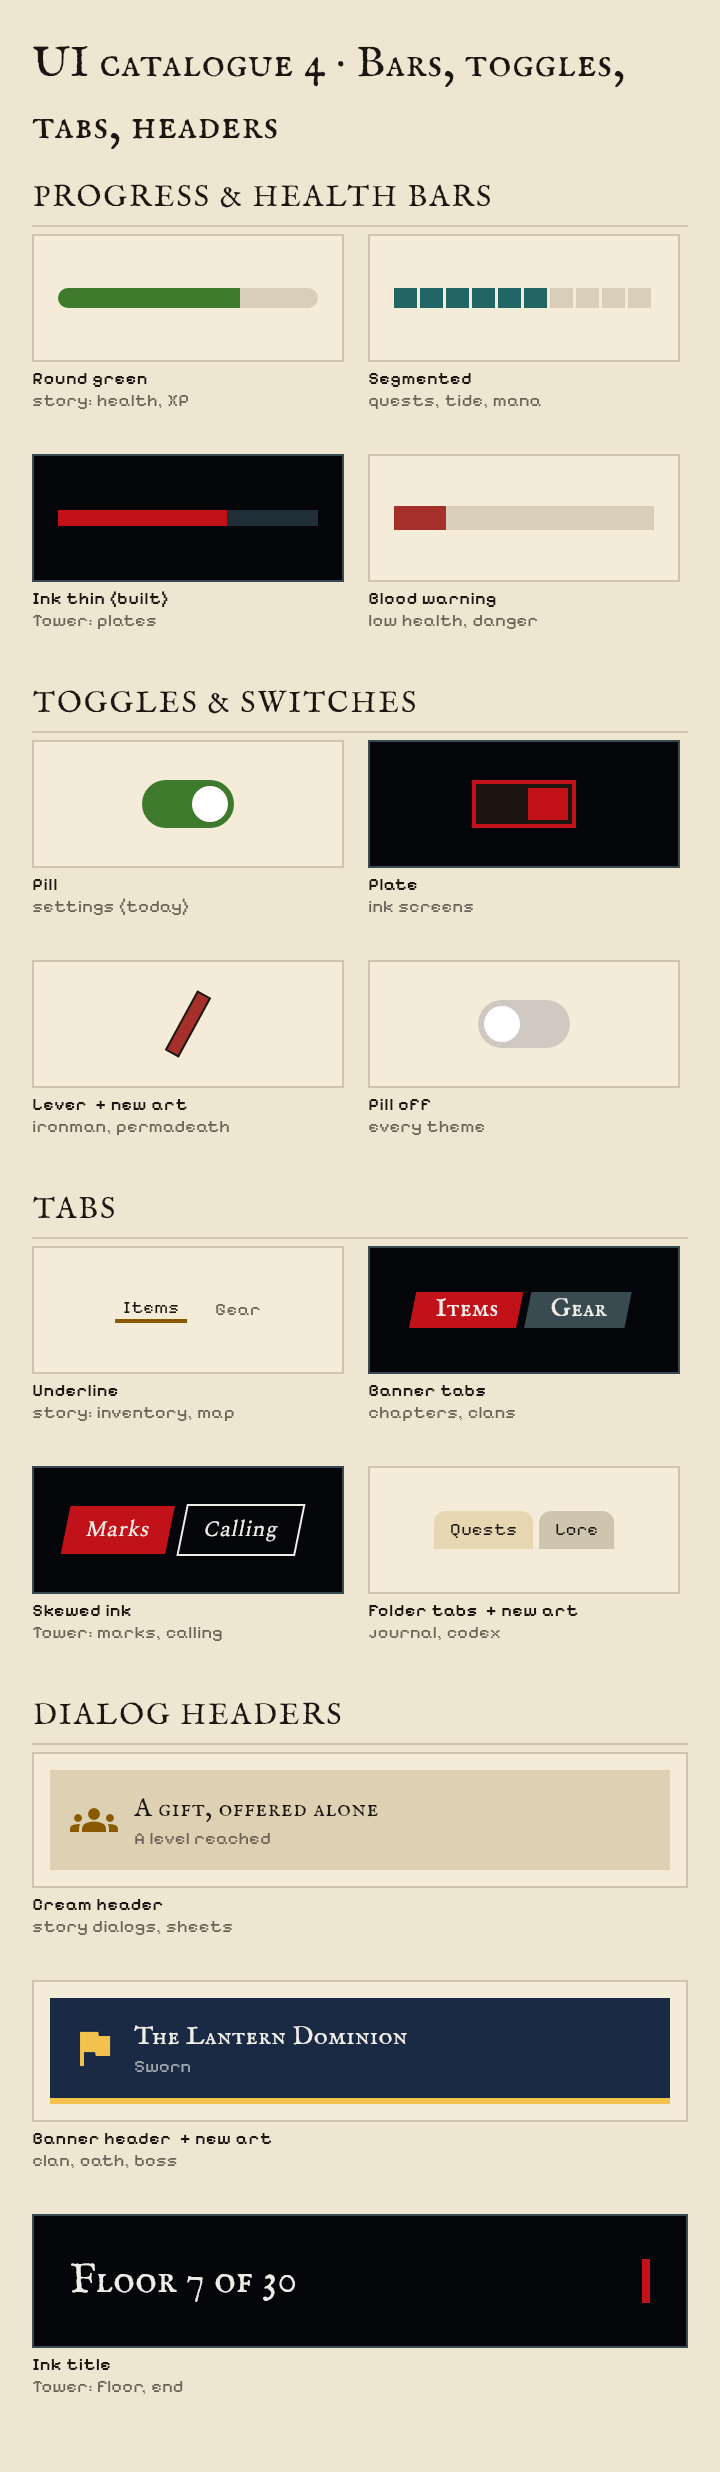 UI catalogue 4 · Bars, toggles,
tabs, headers
PROGRESS & HEALTH BARS
Round green
story: health, XP
Segmented
quests, tide, mana
Ink thin (built)
Tower: plates
Blood warning
low health, danger
TOGGLES & SWITCHES
Pill
settings (today)
Plate
ink screens
Lever + new art
ironman, permadeath
Pill off
every theme
TABS
Items Gear
Underline
story: inventory, map
Items Gear
Banner tabs
chapters, clans
Marks Calling
Skewed ink
Tower: marks, calling
Quests Lore
Folder tabs + new art
journal, codex
DIALOG HEADERS
A gift, offered alone
A level reached
Cream header
story dialogs, sheets
The Lantern Dominion
Sworn
Banner header + new art
clan, oath, boss
Floor 7 of 30
Ink title
Tower: floor, end